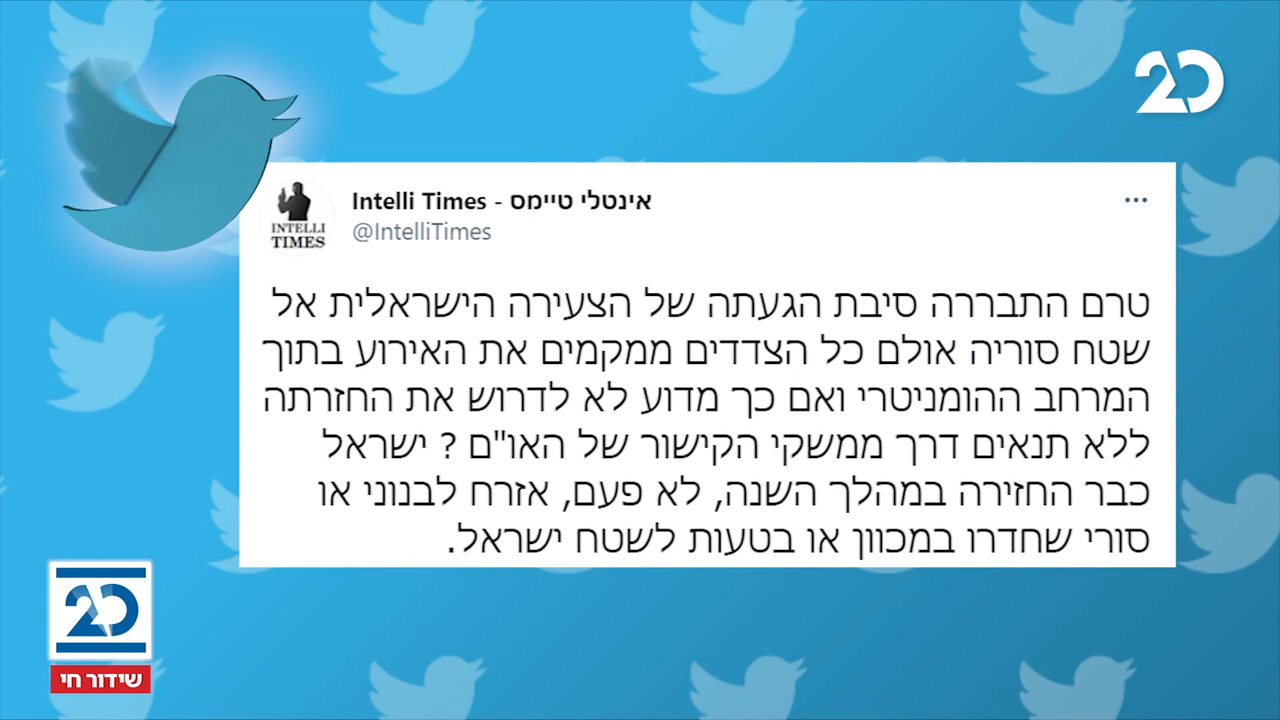 20
אינטלי טיימס - Intelli Times
@IntelliTimes
INTELLI
TIMES
טרם התבררה סיבת הגעתה של הצעירה הישראלית אל
שטח סוריה אולם כל הצדדים ממקמים את האירוע בתוך
המרחב ההומניטרי ואם כך מדוע לא לדרוש את החזרתה
ללא תנאים דרך ממשקי הקישור של האו"ם ? ישראל
כבר החזירה במהלך השנה, לא פעם, אזרח לבנוני או
סורי שחדרו במכוון או בטעות לשטח ישראל.
20
שידור חי